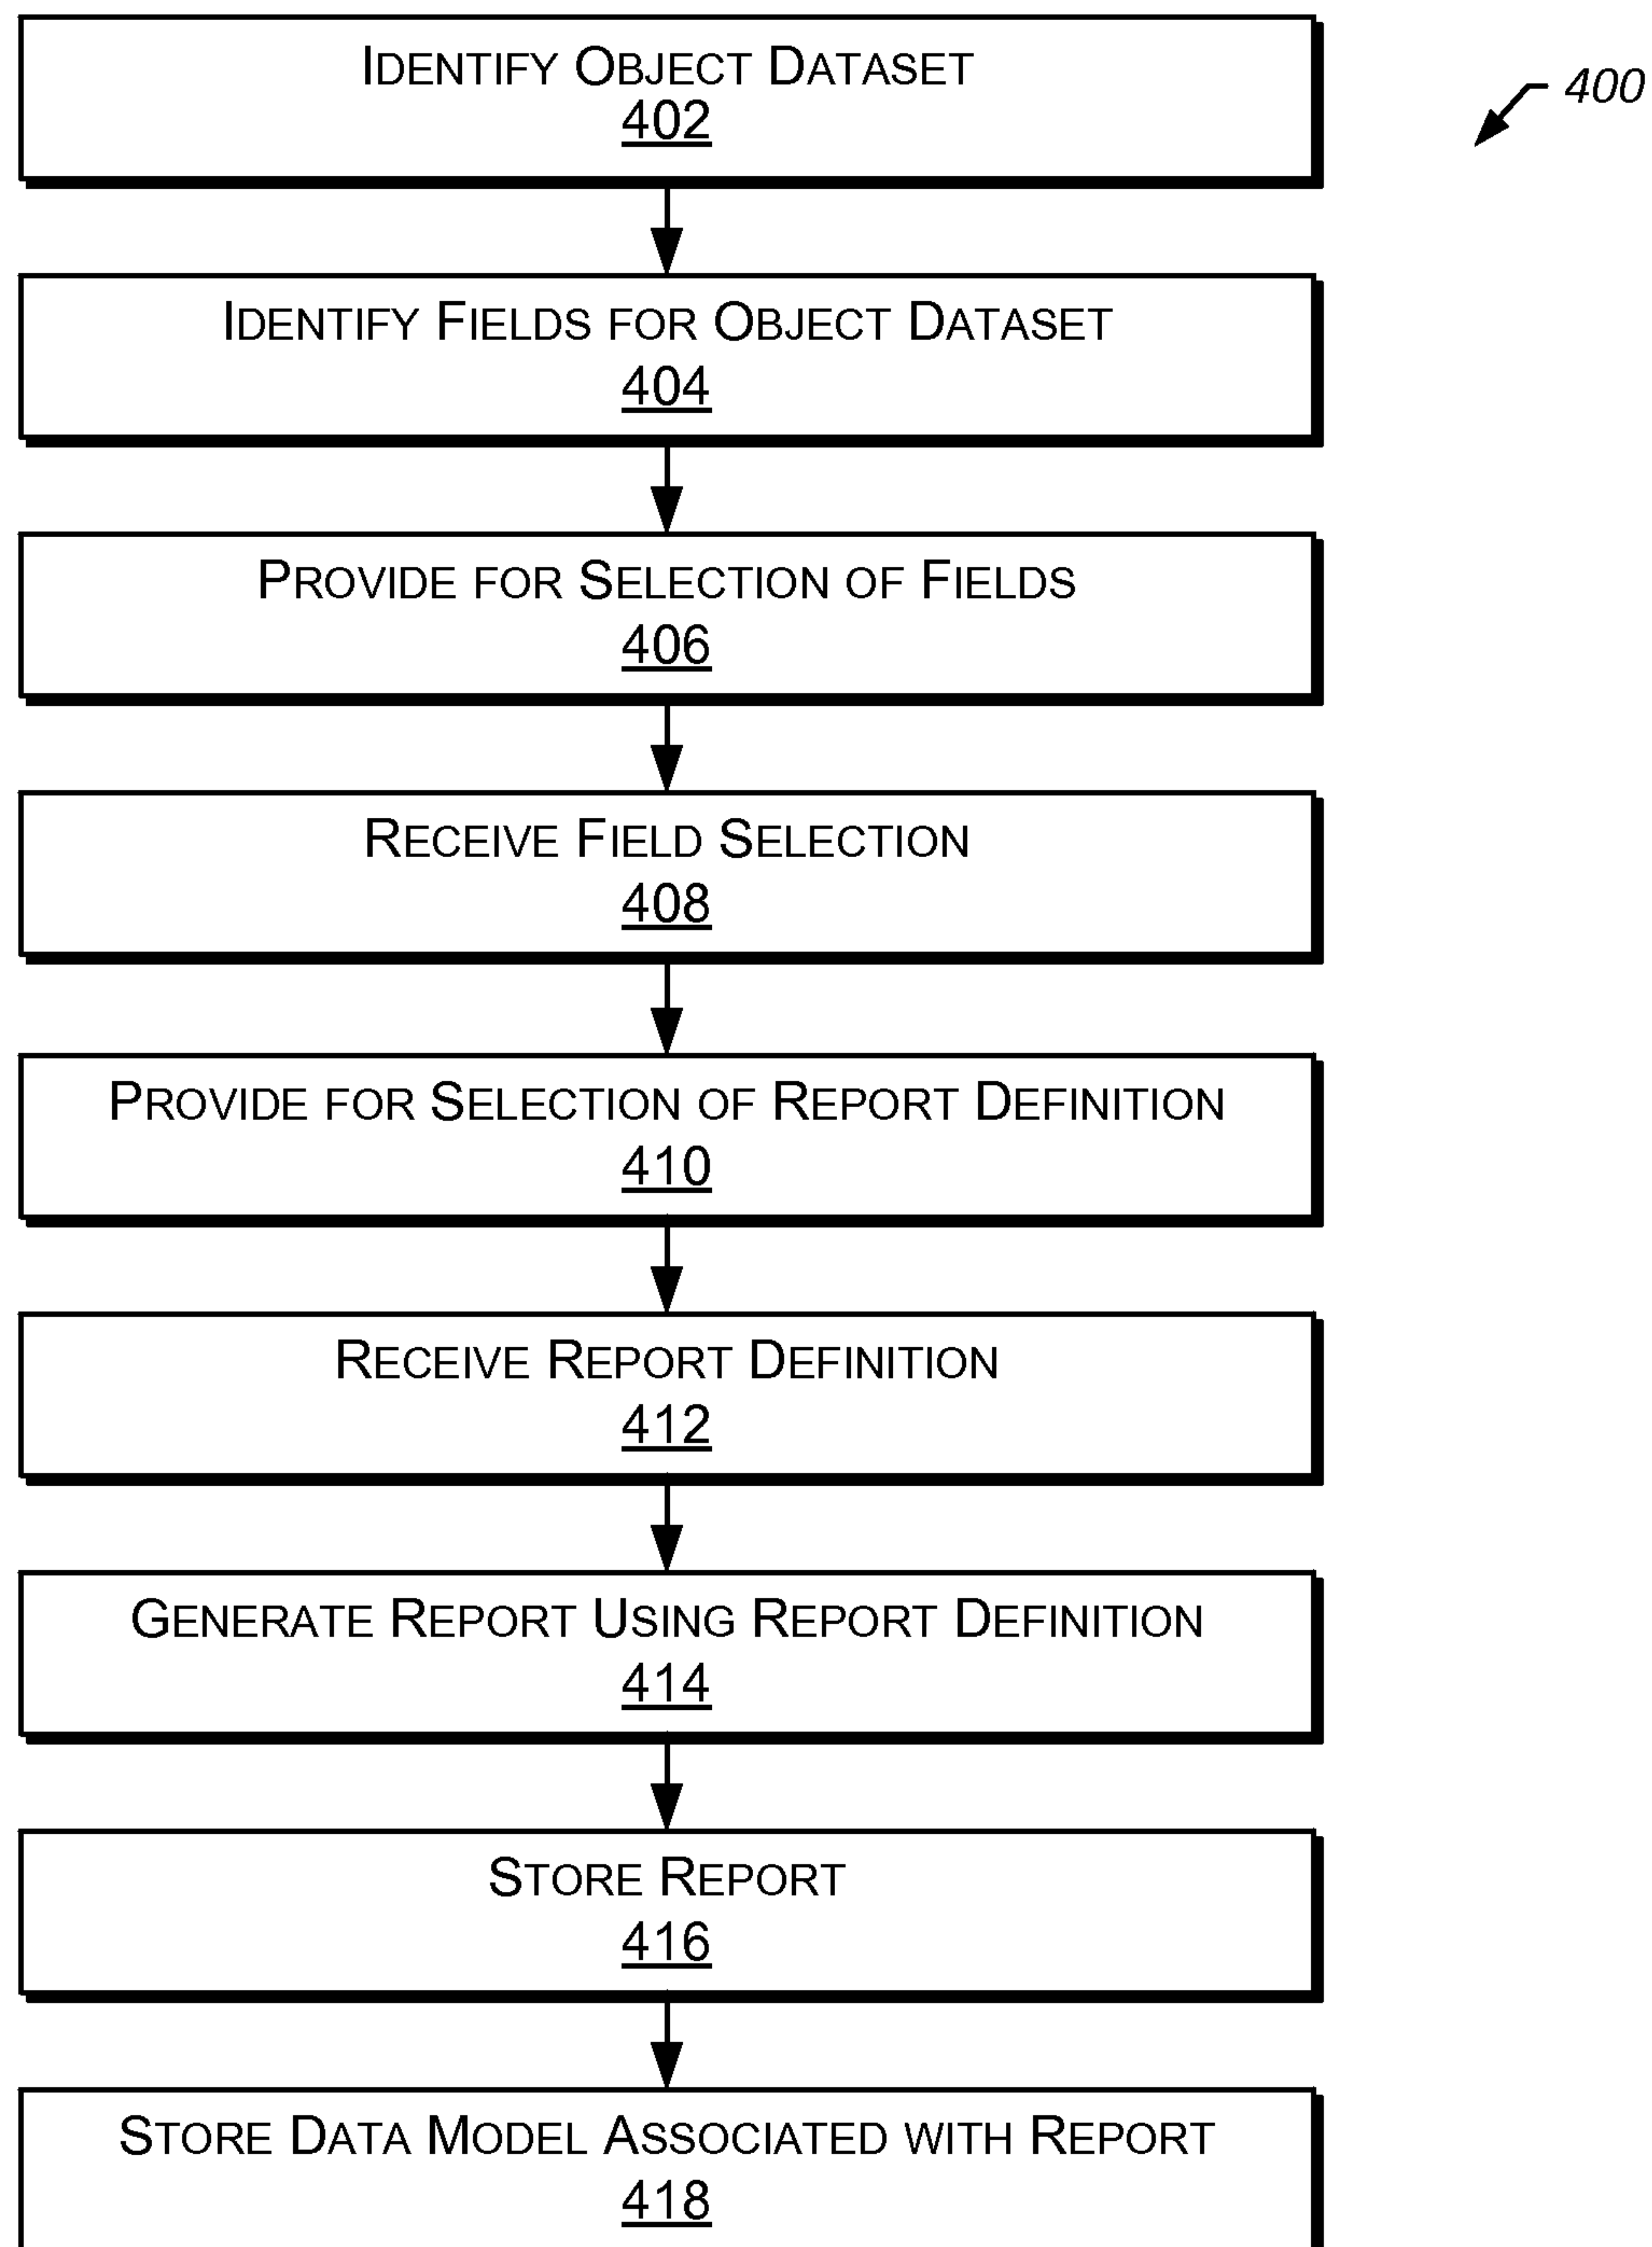 IDENTIFY OBJECT DATASET
402
400
IDENTIFY FIELDS FOR OBJECT DATASET
404
PROVIDE FOR SELECTION OF FIELDS
406
RECEIVE FIELD SELECTION
408
PROVIDE FOR SELECTION OF REPORT DEFINITION
410
RECEIVE REPORT DEFINITION
412
GENERATE REPORT USING REPORT DEFINITION
414
STORE REPORT
416
STORE DATA MODEL ASSOCIATED WITH REPORT
418